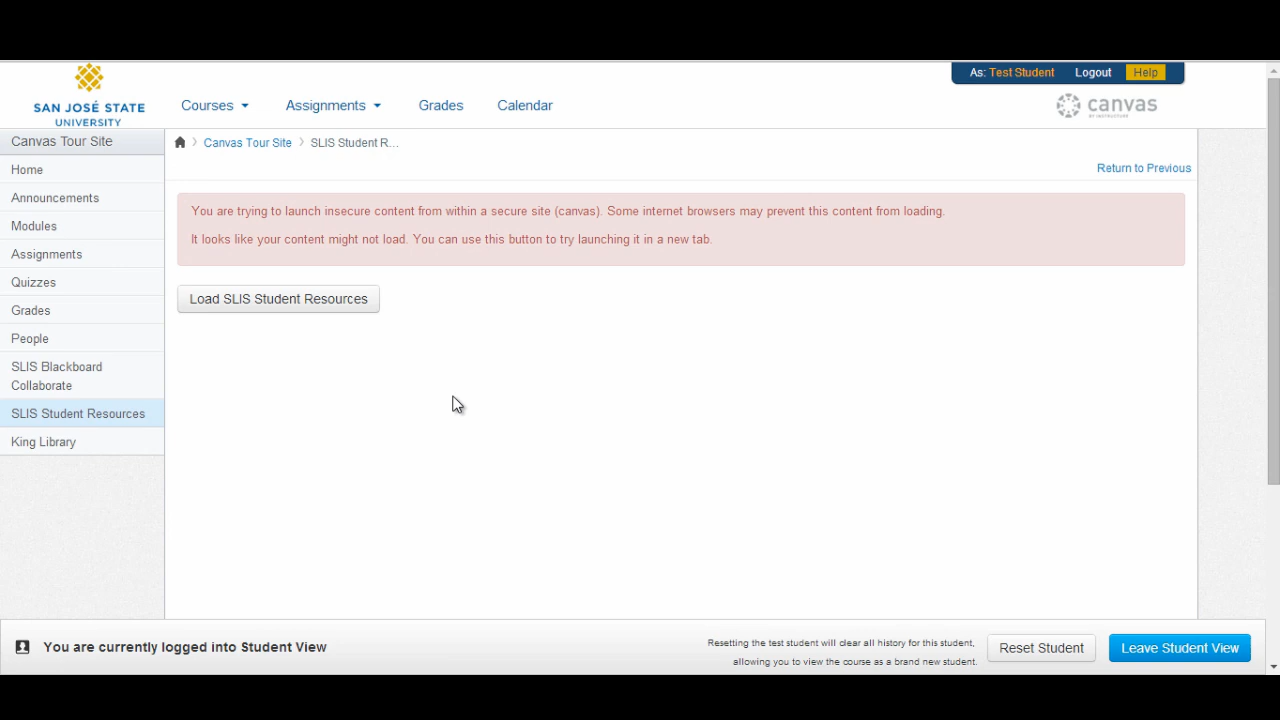 As: Test Student Logout Help
SAN JOSÉ STATE
UNIVERSITY
Courses Assignments Grades Calendar
canvas
BY INSTRUCTURE
Canvas Tour Site
Home
Announcements
Modules
Assignments
Quizzes
Grades
People
SLIS Blackboard
Collaborate
SLIS Student Resources
King Library
Canvas Tour Site SLIS Student R...
Return to Previous
You are trying to launch insecure content from within a secure site (canvas). Some internet browsers may prevent this content from loading.
It looks like your content might not load. You can use this button to try launching it in a new tab.
Load SLIS Student Resources
You are currently logged into Student View
Resetting the test student will clear all history for this student,
allowing you to view the course as a brand new student.
Reset Student
Leave Student View